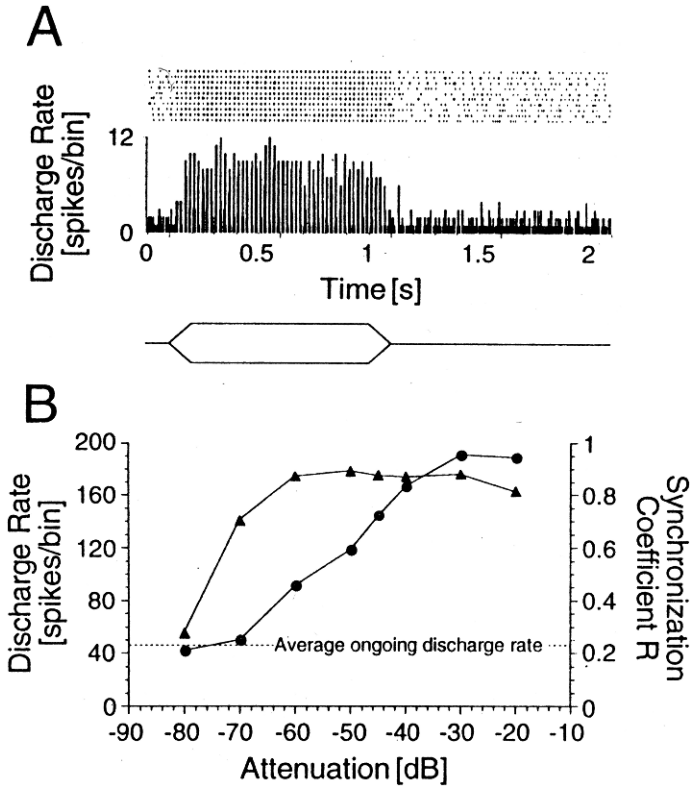 A
Discharge Rate
[spikes/bin]
12
0
0 0.5 1 1.5 2
Time [s]
B
Discharge Rate
[spikes/bin]
200
160
120
80
40
0
1
0.8
0.6
0.4
0.2
0
Synchronization
Coefficient R
Average ongoing discharge rate
-90 -80 -70 -60 -50 -40 -30 -20 -10
Attenuation [dB]